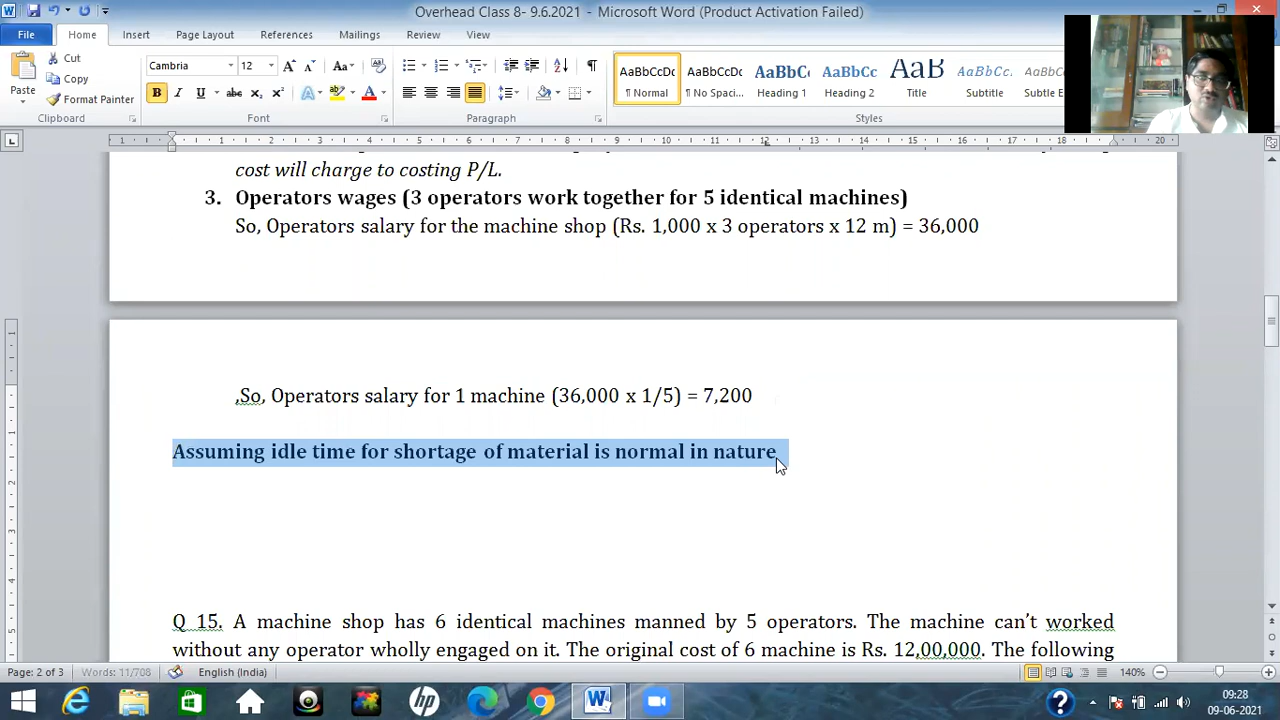 Overhead Class 8- 9.6.2021 - Microsoft Word (Product Activation Failed)
File Home Insert Page Layout References Mailings Review View
Cut
Copy
Format Painter
Paste
Cambria 12
AaBbCcDc AaBbCcDc AaBbCc AaBbCc AaB AaBbCc. AaBbCc
¶ Normal ¶ No Spaci... Heading 1 Heading 2 Title Subtitle Subtle E
Clipboard Font Paragraph Styles
cost will charge to costing P/L.
3. Operators wages (3 operators work together for 5 identical machines)
So, Operators salary for the machine shop (Rs. 1,000 x 3 operators x 12 m) = 36,000
,So, Operators salary for 1 machine (36,000 x 1/5) = 7,200
Assuming idle time for shortage of material is normal in nature
Q 15. A machine shop has 6 identical machines manned by 5 operators. The machine can't worked
without any operator wholly engaged on it. The original cost of 6 machine is Rs. 12,00,000. The following
Page: 2 of 3 Words: 11/708 English (India) 140%
09:28
09-06-2021